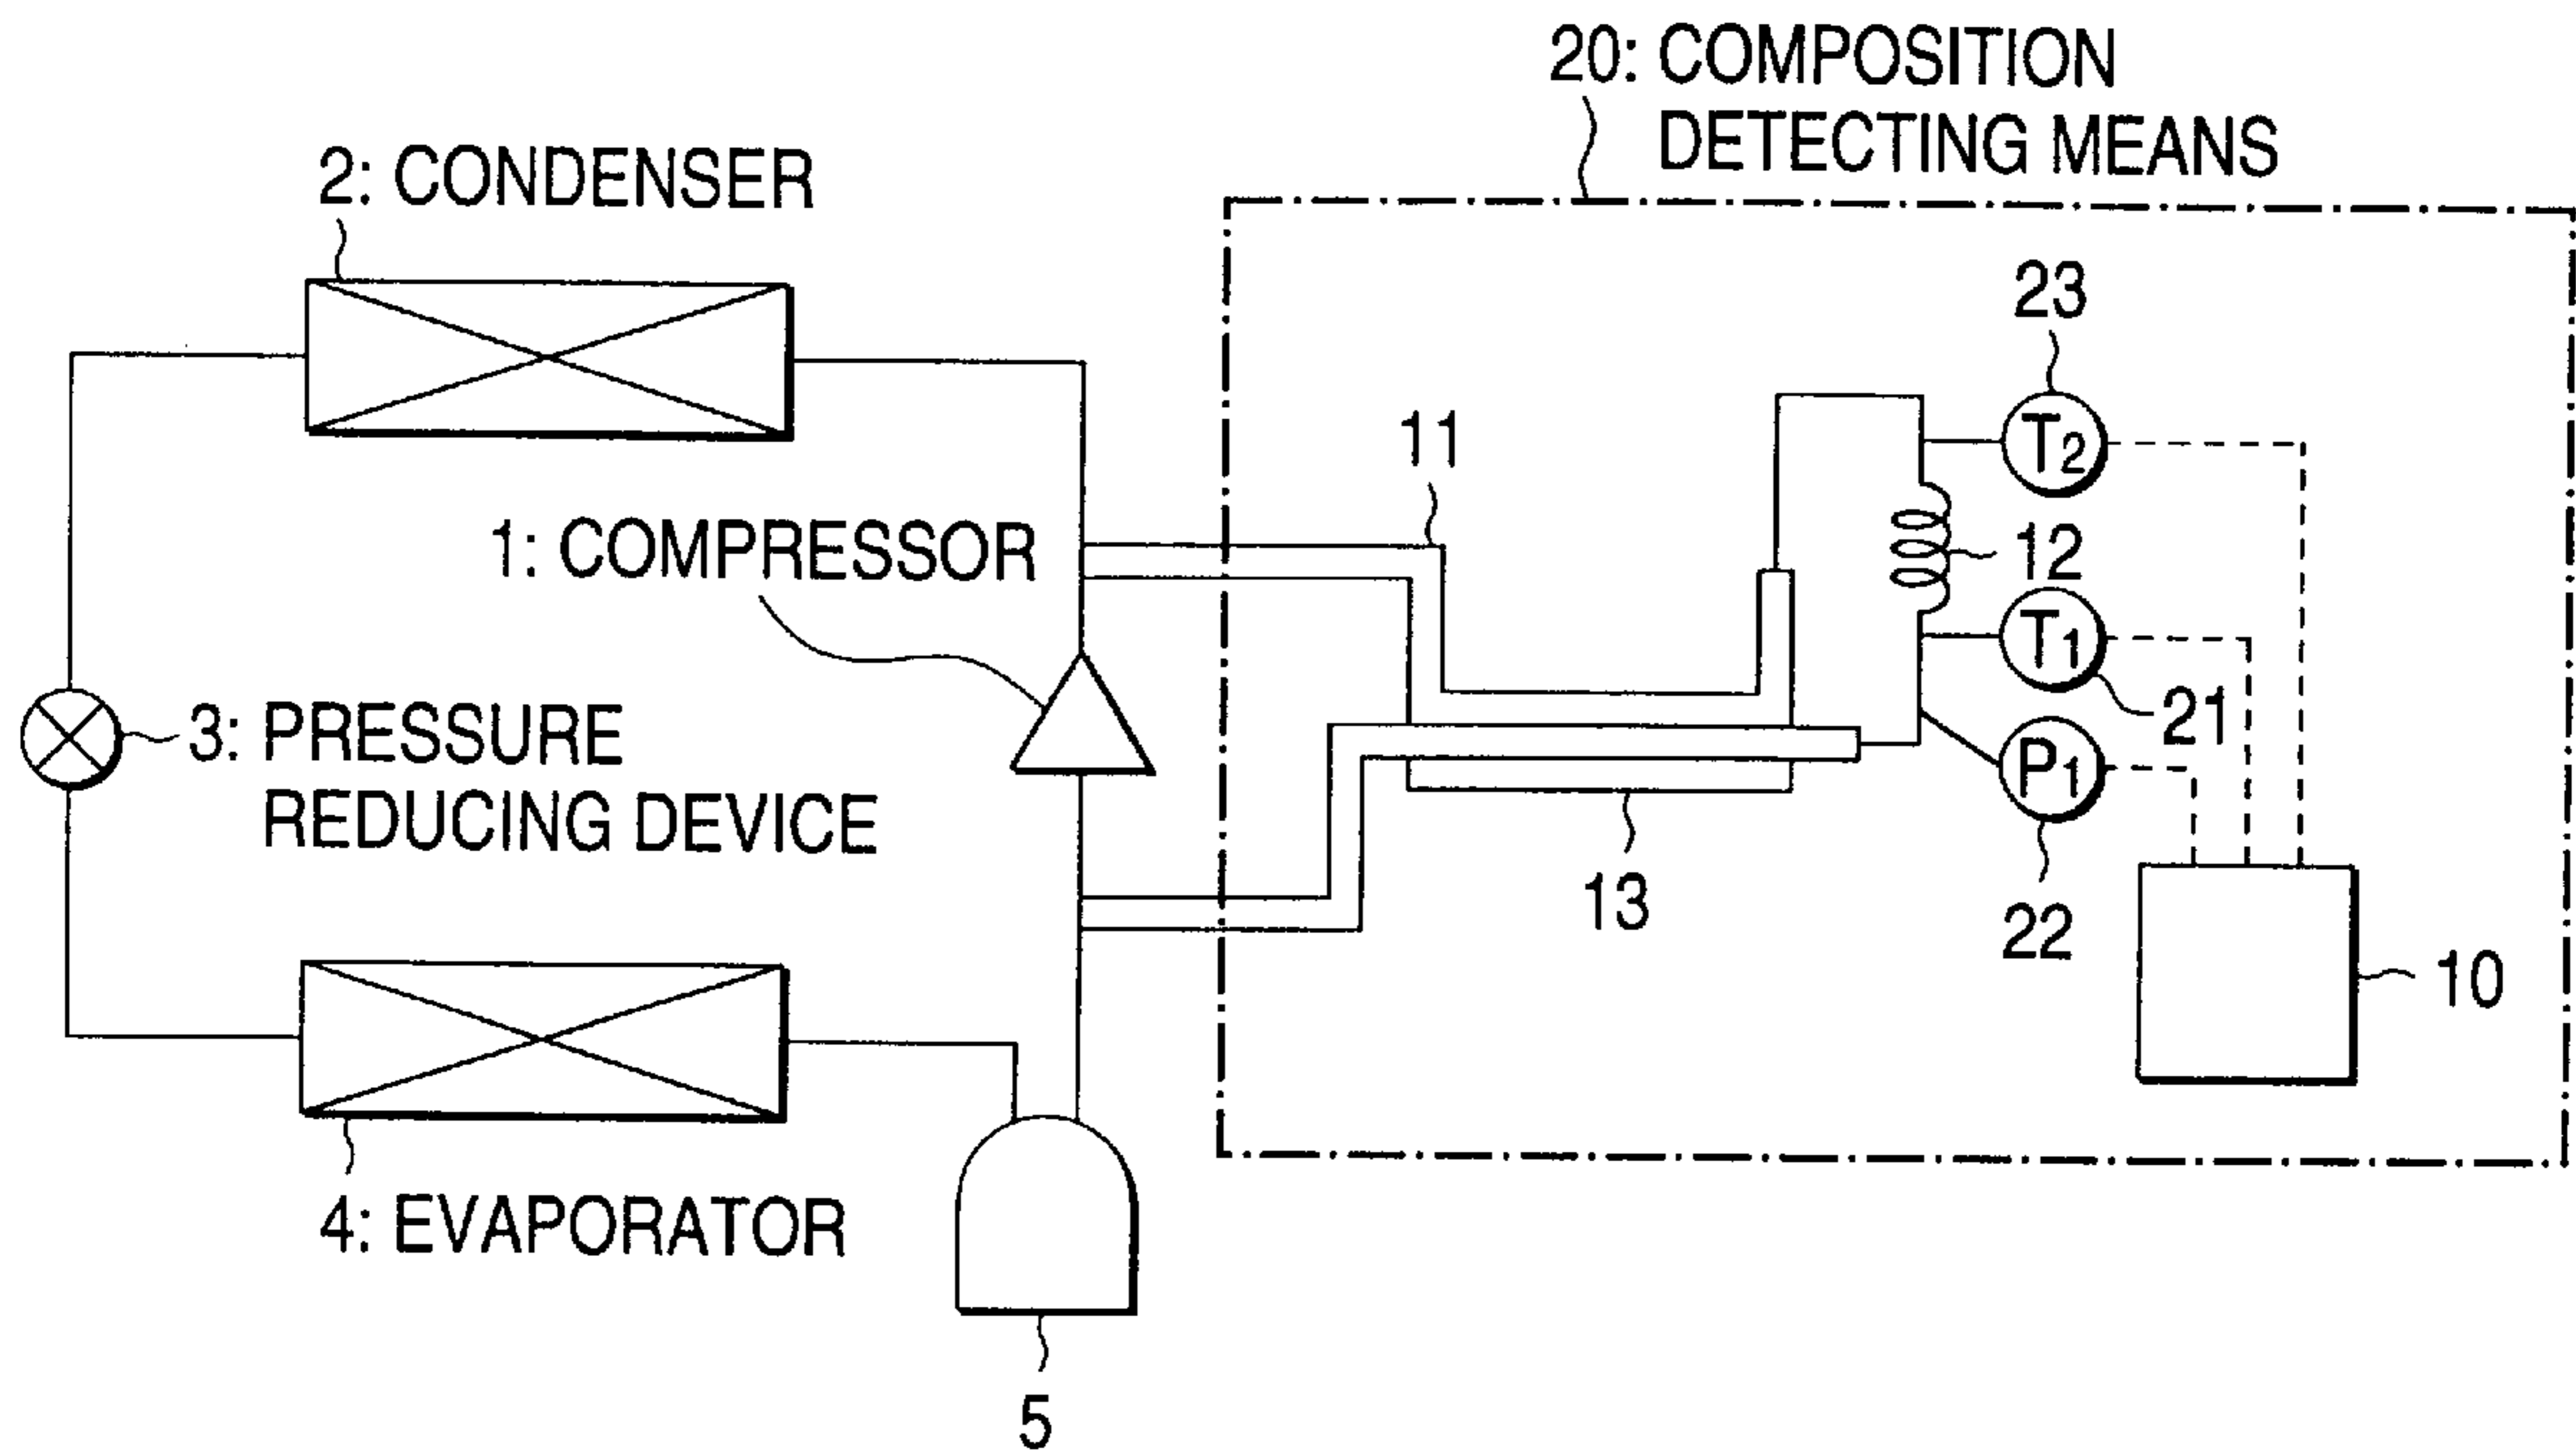 20: COMPOSITION
DETECTING MEANS
2: CONDENSER
23
11
T2
1: COMPRESSOR
12
T1
21
3: PRESSURE
REDUCING DEVICE
P1
13
22
10
4: EVAPORATOR
5